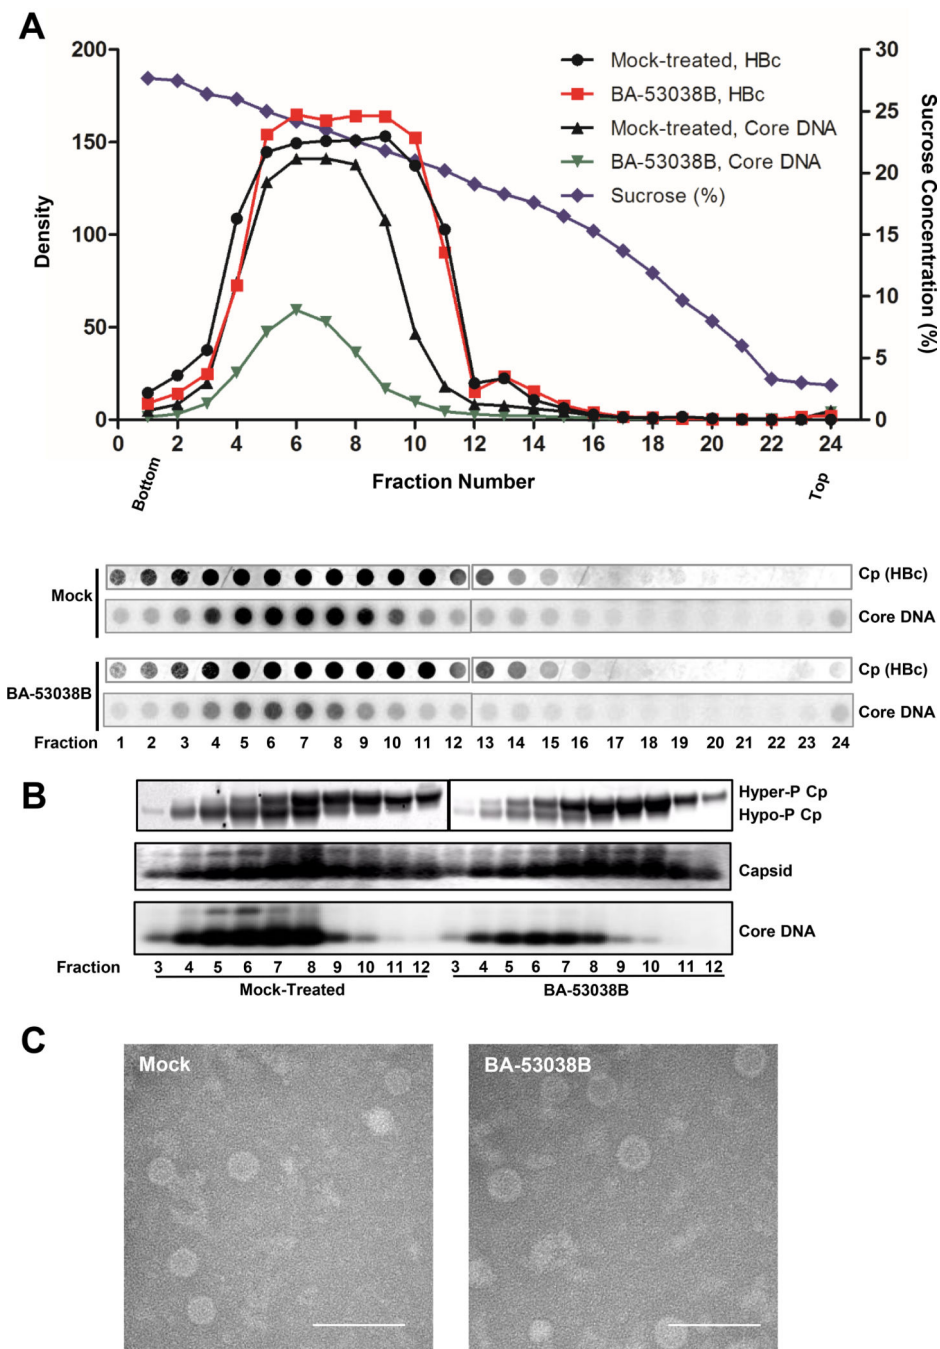 A
200
150
100
50
0
Density
30
25
20
15
10
5
0
Sucrose Concentration (%)
Mock-treated, HBc
BA-53038B, HBc
Mock-treated, Core DNA
BA-53038B, Core DNA
Sucrose (%)
0 2 4 6 8 10 12 14 16 18 20 22 24
Bottom
Fraction Number
Top
Mock
Cp (HBc)
Core DNA
BA-53038B
Cp (HBc)
Core DNA
Fraction 1 2 3 4 5 6 7 8 9 10 11 12 13 14 15 16 17 18 19 20 21 22 23 24
B
Hyper-P Cp
Hypo-P Cp
Capsid
Core DNA
Fraction 3 4 5 6 7 8 9 10 11 12 3 4 5 6 7 8 9 10 11 12
Mock-Treated BA-53038B
C
Mock
BA-53038B